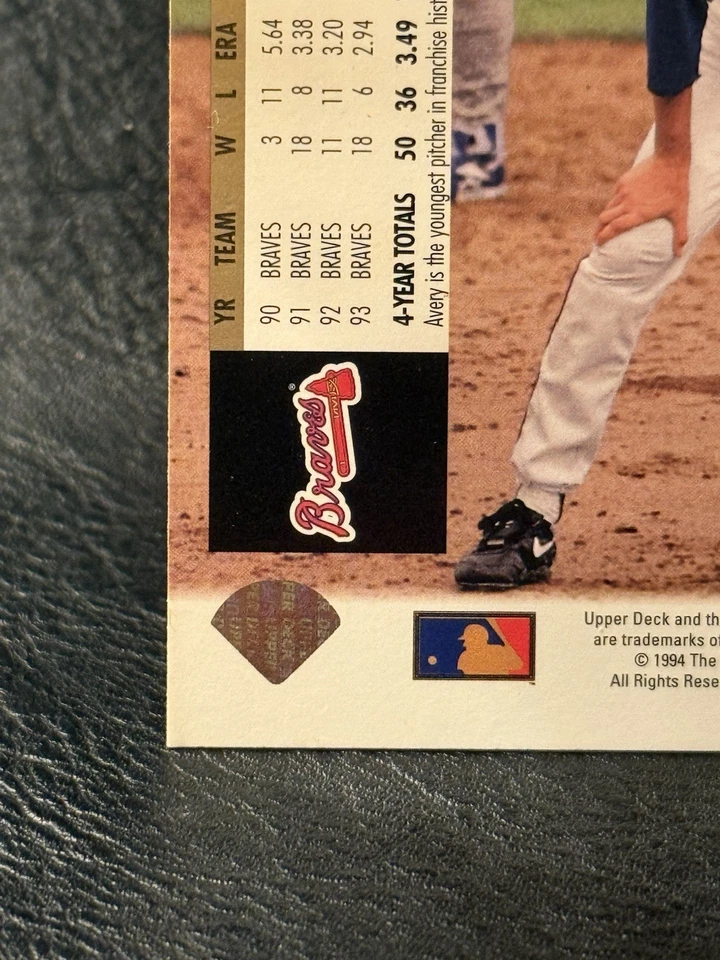 YR TEAM W L ERA
90 BRAVES 3 11 5.64
91 BRAVES 18 8 3.38
92 BRAVES 11 11 3.20
93 BRAVES 18 6 2.94
4-YEAR TOTALS 50 36 3.49
Avery is the youngest pitcher in franchise hist
Braves
®
Upper Deck and th
are trademarks of
© 1994 The
All Rights Rese
UPPER DECK